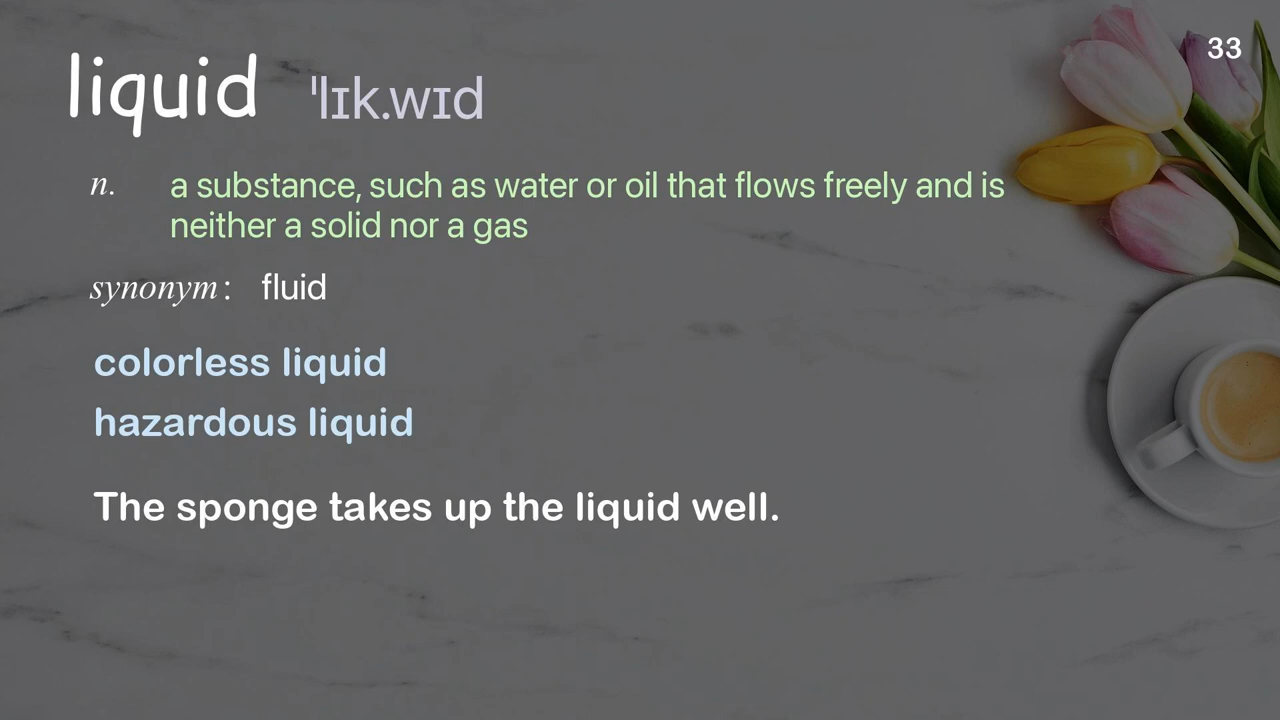 33
liquid ˈlɪk.wɪd
n. a substance, such as water or oil that flows freely and is
neither a solid nor a gas
synonym: fluid
colorless liquid
hazardous liquid
The sponge takes up the liquid well.